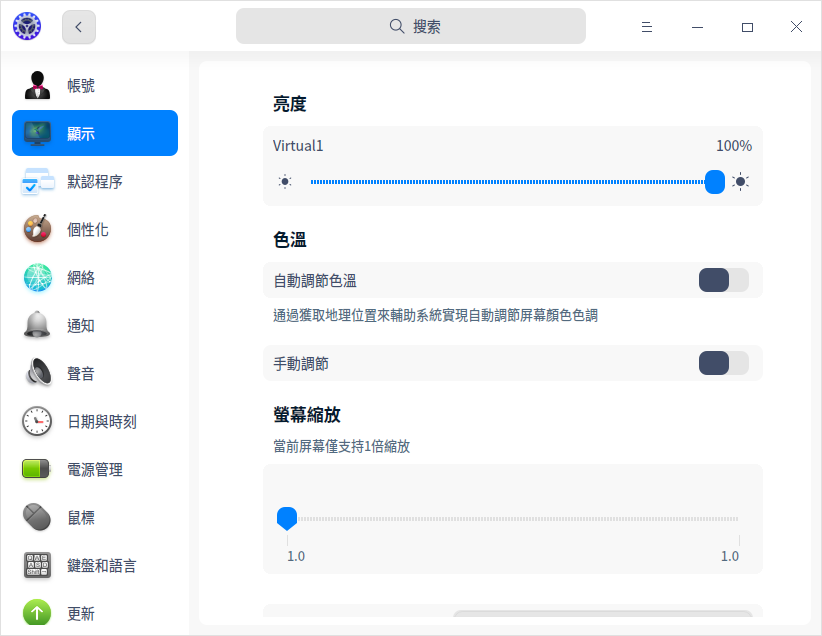 搜索
帳號
顯示
默認程序
個性化
網絡
通知
聲音
日期與時刻
電源管理
鼠標
鍵盤和語言
更新
亮度
Virtual1 100%
色溫
自動調節色溫
通過獲取地理位置來輔助系統實現自動調節屏幕顏色色調
手動調節
螢幕縮放
當前屏幕僅支持1倍縮放
1.0 1.0